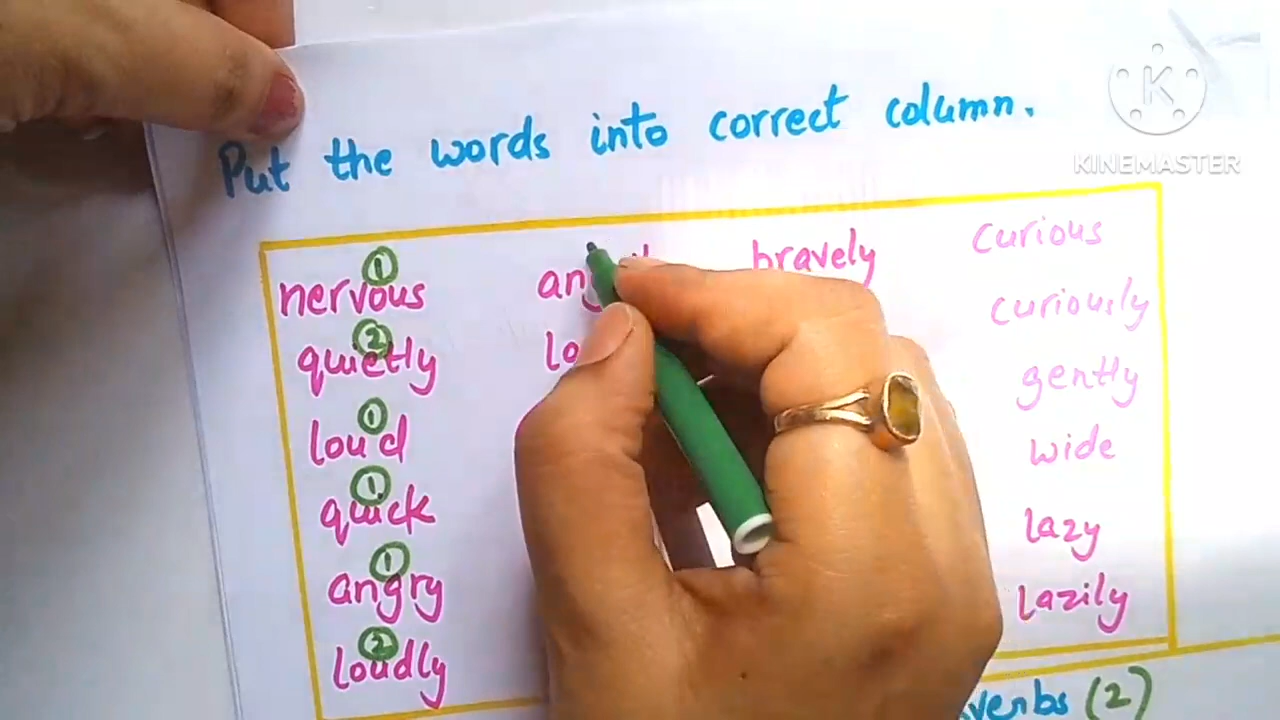 Put the words into correct column.
KINEMASTER
1 bravely curious
nervous
2 curiously
quietly
1 gently
loud wide
1
quick lazy
1
angry lazily
2
loudly
(2)